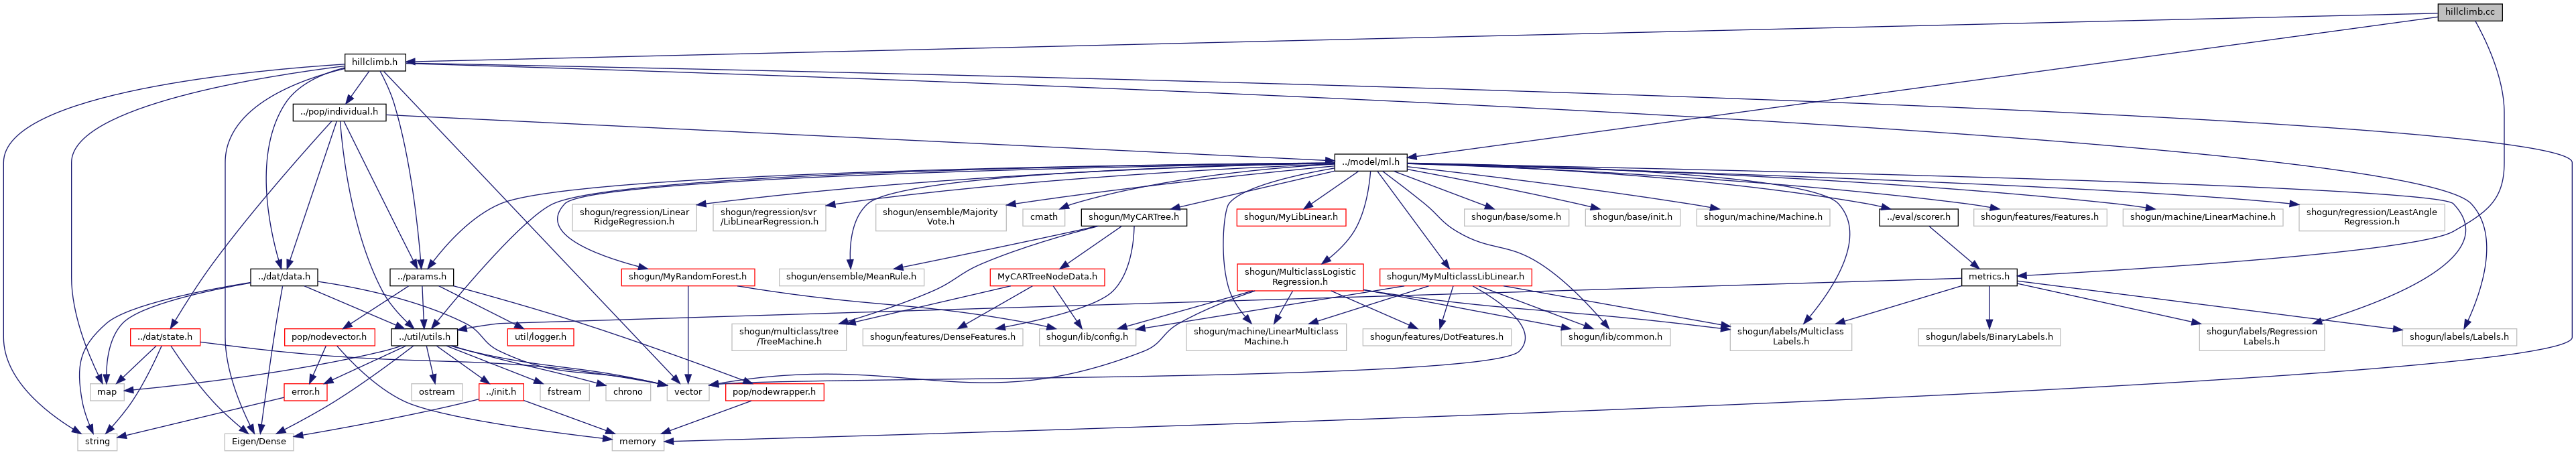 hillclimb.cc
hillclimb.h
../pop/individual.h
../model/ml.h
shogun/regression/Linear
RidgeRegression.h
shogun/regression/svr
/LibLinearRegression.h
shogun/ensemble/Majority
Vote.h
cmath
shogun/MyCARTree.h
shogun/MyLibLinear.h
shogun/base/some.h
shogun/base/init.h
shogun/machine/Machine.h
../eval/scorer.h
shogun/features/Features.h
shogun/machine/LinearMachine.h
shogun/regression/LeastAngle
Regression.h
../dat/data.h
../params.h
shogun/MyRandomForest.h
shogun/ensemble/MeanRule.h
MyCARTreeNodeData.h
shogun/MulticlassLogistic
Regression.h
shogun/MyMulticlassLibLinear.h
metrics.h
../dat/state.h
pop/nodevector.h
../util/utils.h
util/logger.h
shogun/multiclass/tree
/TreeMachine.h
shogun/features/DenseFeatures.h
shogun/lib/config.h
shogun/machine/LinearMulticlass
Machine.h
shogun/features/DotFeatures.h
shogun/lib/common.h
shogun/labels/Multiclass
Labels.h
shogun/labels/BinaryLabels.h
shogun/labels/Regression
Labels.h
shogun/labels/Labels.h
map
error.h
ostream
../init.h
fstream
chrono
vector
pop/nodewrapper.h
string
Eigen/Dense
memory